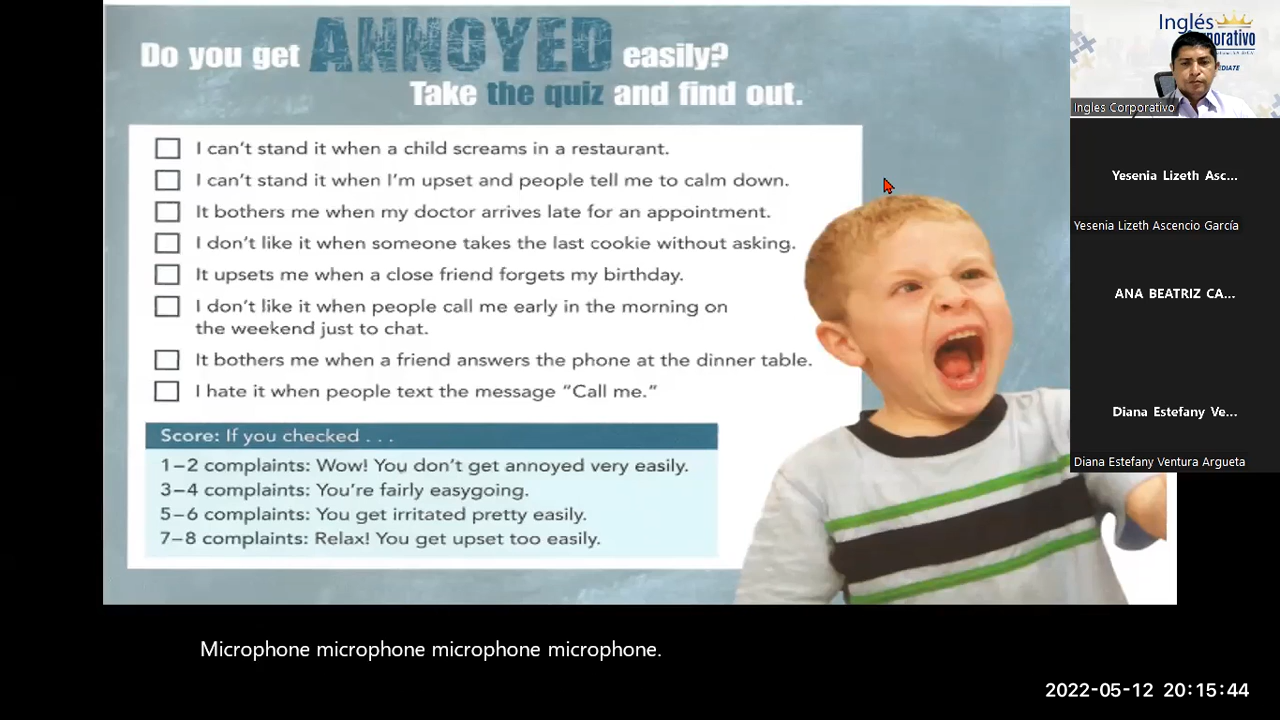 Do you get ANNOYED easily?
Take the quiz and find out.
I can't stand it when a child screams in a restaurant.
I can't stand it when I'm upset and people tell me to calm down.
It bothers me when my doctor arrives late for an appointment.
I don't like it when someone takes the last cookie without asking.
It upsets me when a close friend forgets my birthday.
I don't like it when people call me early in the morning on
the weekend just to chat.
It bothers me when a friend answers the phone at the dinner table.
I hate it when people text the message “Call me.”
Score: If you checked . . .
1–2 complaints: Wow! You don't get annoyed very easily.
3–4 complaints: You're fairly easygoing.
5–6 complaints: You get irritated pretty easily.
7–8 complaints: Relax! You get upset too easily.
Inglés
Ingles Corporativo
Yesenia Lizeth Asc...
Yesenia Lizeth Ascencio García
ANA BEATRIZ CA...
Diana Estefany Ve...
Diana Estefany Ventura Argueta
Microphone microphone microphone microphone.
2022-05-12 20:15:44